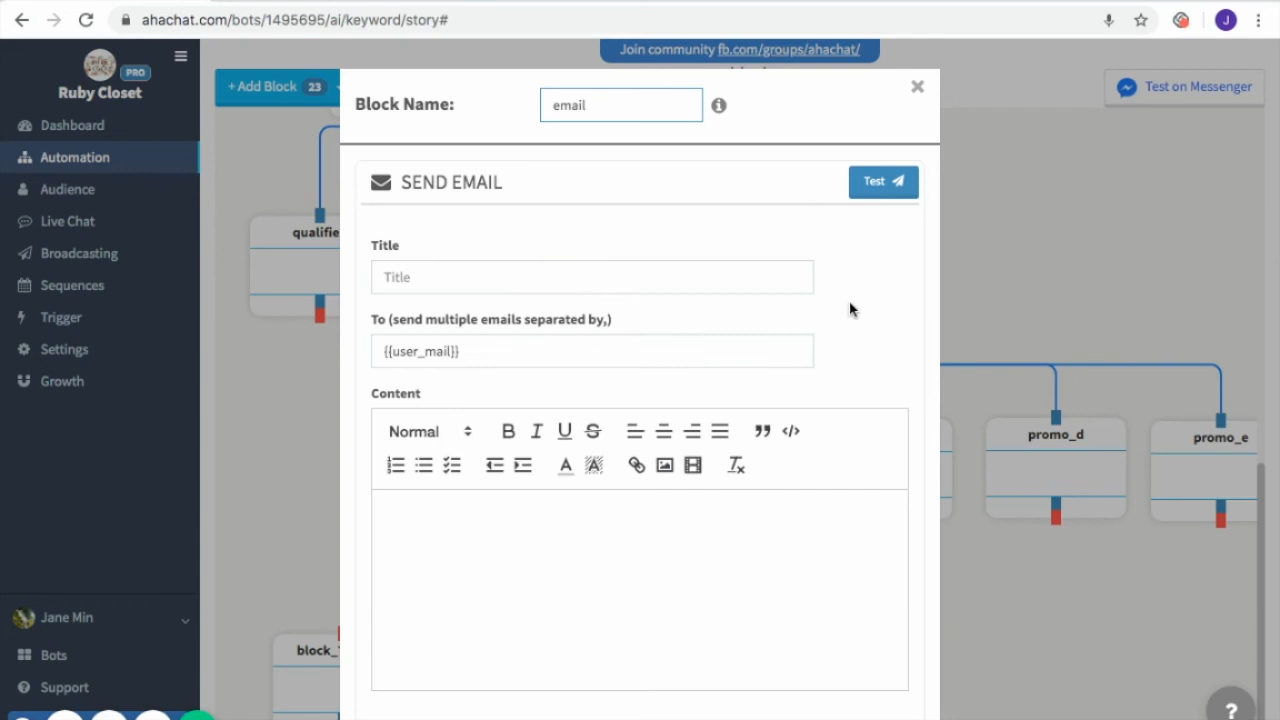 ahachat.com/bots/1495695/ai/keyword/story#
J
Join community fb.com/groups/ahachat/
PRO
Ruby Closet
+ Add Block 23
Test on Messenger
Block Name:
email
Dashboard
Automation
Audience
Live Chat
Broadcasting
Sequences
Trigger
Settings
Growth
SEND EMAIL
Test
qualifie
Title
Title
To (send multiple emails separated by,)
{{user_mail}}
Content
Normal
promo_d
promo_e
block_
Jane Min
Bots
Support
?